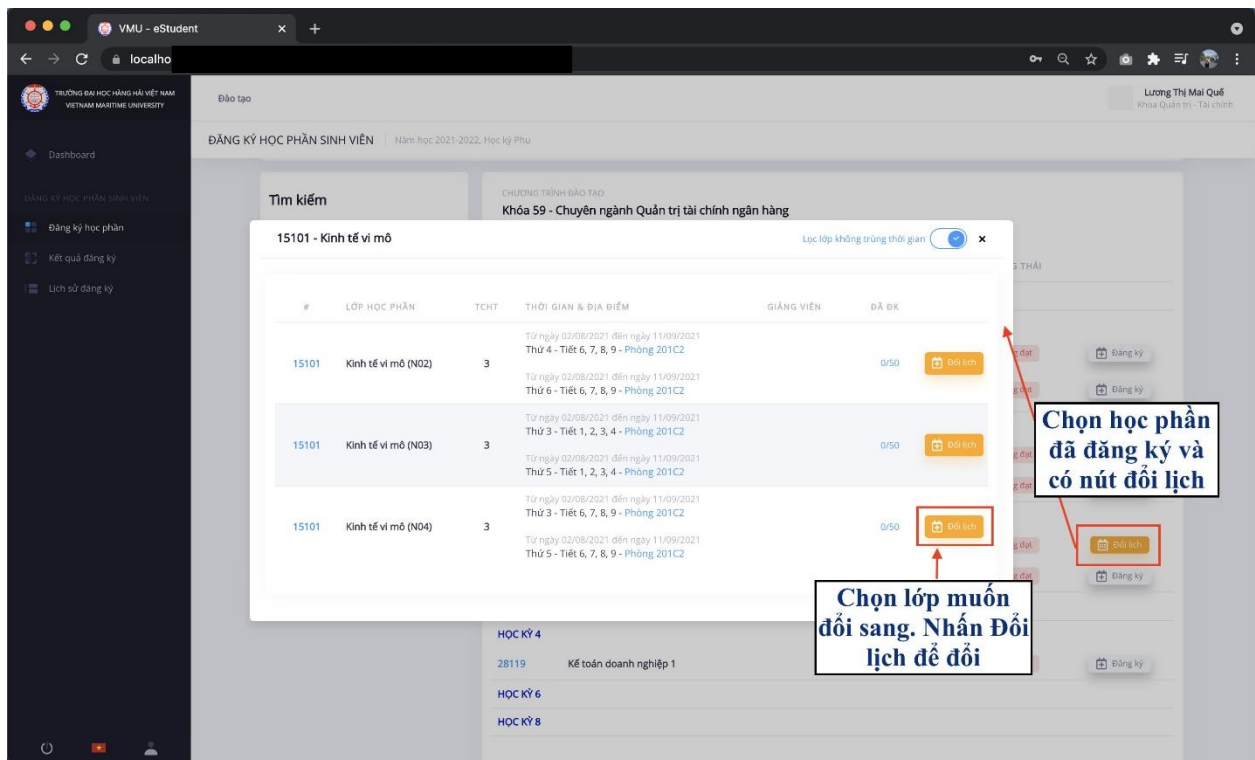 VMU - eStudent
localho
TRƯỜNG ĐẠI HỌC HÀNG HẢI VIỆT NAM
VIETNAM MARITIME UNIVERSITY
Đào tạo
Lương Thị Mai Quế
Khoa Quản trị - Tài chính
ĐĂNG KÝ HỌC PHẦN SINH VIÊN
Năm học 2021-2022, Học kỳ Phụ
Dashboard
ĐĂNG KÝ HỌC PHẦN SINH VIÊN
Đăng ký học phần
Kết quả đăng ký
Lịch sử đăng ký
Tìm kiếm
CHƯƠNG TRÌNH ĐÀO TẠO
Khóa 59 - Chuyên ngành Quản trị tài chính ngân hàng
15101 - Kinh tế vi mô
Lọc lớp không trùng thời gian
THÁI
# LỚP HỌC PHẦN TCHT THỜI GIAN & ĐỊA ĐIỂM GIẢNG VIÊN ĐÃ ĐK
Từ ngày 02/08/2021 đến ngày 11/09/2021
Thứ 4 - Tiết 6, 7, 8, 9 - Phòng 201C2
15101 Kinh tế vi mô (N02) 3 0/50 Đổi lịch
Từ ngày 02/08/2021 đến ngày 11/09/2021
Thứ 6 - Tiết 6, 7, 8, 9 - Phòng 201C2
Từ ngày 02/08/2021 đến ngày 11/09/2021
Thứ 3 - Tiết 1, 2, 3, 4 - Phòng 201C2
15101 Kinh tế vi mô (N03) 3 0/50 Đổi lịch
Từ ngày 02/08/2021 đến ngày 11/09/2021
Thứ 5 - Tiết 1, 2, 3, 4 - Phòng 201C2
Từ ngày 02/08/2021 đến ngày 11/09/2021
Thứ 3 - Tiết 6, 7, 8, 9 - Phòng 201C2
15101 Kinh tế vi mô (N04) 3 0/50 Đổi lịch
Từ ngày 02/08/2021 đến ngày 11/09/2021
Thứ 5 - Tiết 6, 7, 8, 9 - Phòng 201C2
đạt Đăng ký
Đăng ký
Chọn học phần
đã đăng ký và
có nút đổi lịch
đạt
đạt
đạt Đổi lịch
Đăng ký
Chọn lớp muốn
đổi sang. Nhấn Đổi
lịch để đổi
HỌC KỲ 4
28119 Kế toán doanh nghiệp 1 Đăng ký
HỌC KỲ 6
HỌC KỲ 8